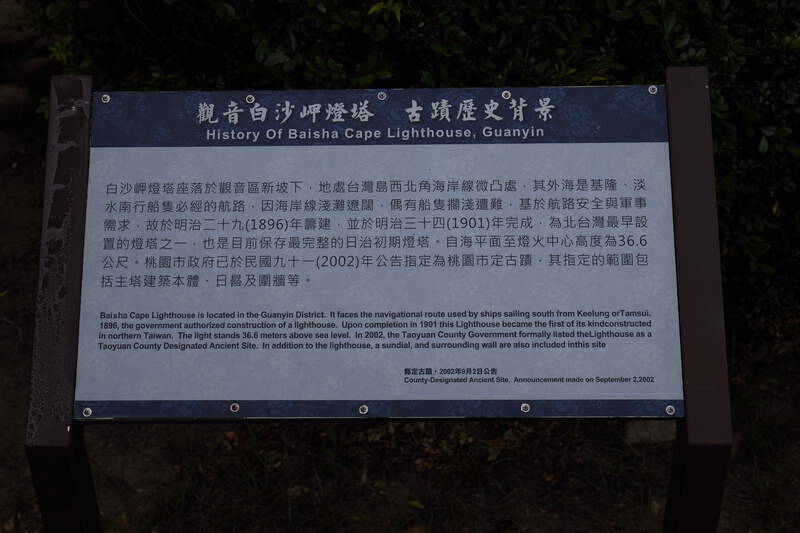 觀音白沙岬燈塔 古蹟歷史背景
History Of Baisha Cape Lighthouse, Guanyin
白沙岬燈塔座落於觀音區新坡下，地處台灣島西北角海岸線微凸處，其外海是基隆、淡
水南行船隻必經的航路，因海岸線淺灘遼闊，偶有船隻擱淺遭難，基於航路安全與軍事
需求，故於明治二十九(1896)年籌建，並於明治三十四(1901)年完成，為北台灣最早設
置的燈塔之一，也是目前保存最完整的日治初期燈塔。自海平面至燈火中心高度為36.6
公尺。桃園市政府已於民國九十一(2002)年公告指定為桃園市定古蹟，其指定的範圍包
括主塔建築本體，日晷及圍牆等。
Baisha Cape Lighthouse is located in the Guanyin District. It faces the navigational route used by ships sailing south from Keelung orTamsui.
1896, the government authorized construction of a lighthouse. Upon completion in 1901 this Lighthouse became the first of its kindconstructed
in northern Taiwan. The light stands 36.6 meters above sea level. In 2002, the Taoyuan County Government formally listed theLighthouse as a
Taoyuan County Designated Ancient Site. In addition to the lighthouse, a sundial, and surrounding wall are also included inthis site
縣定古蹟，2002年9月2日公告
County-Designated Ancient Site. Announcement made on September 2,2002